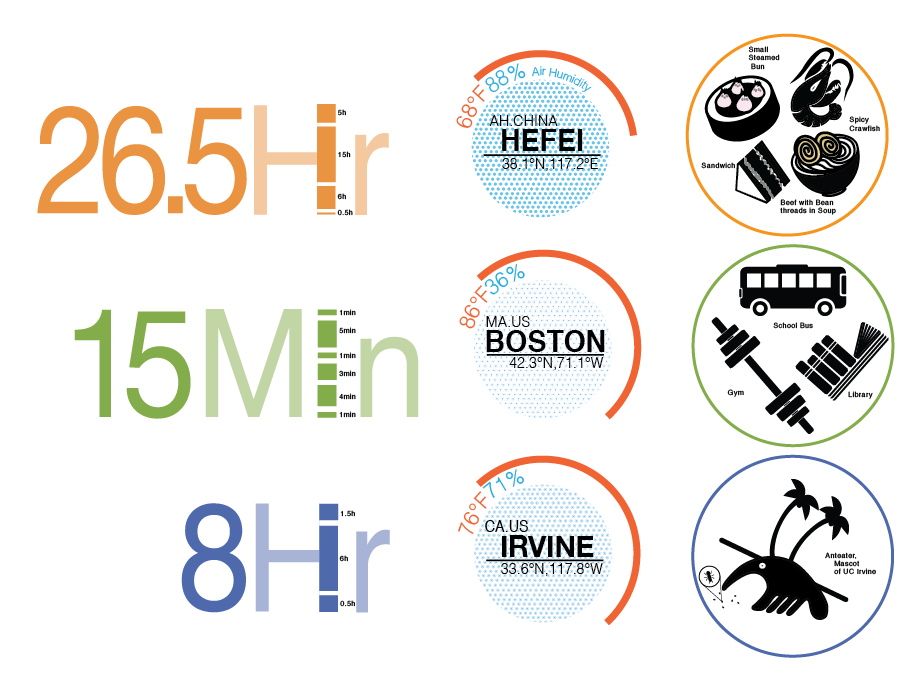 26.5Hr
5h
15h
6h
0.5h
68°F
88%
Air Humidity
AH.CHINA
HEFEI
38.1°N,117.2°E
Small
Steamed
Bun
Spicy
Crawfish
Sandwich
Beef with Bean
threads in Soup
15Min
1min
5min
1min
3min
4min
1min
86°F
36%
MA.US
BOSTON
42.3°N,71.1°W
School Bus
Gym
Library
8Hr
1.5h
6h
0.5h
76°F
71%
CA.US
IRVINE
33.6°N,117.8°W
Anteater,
Mascot
of UC Irvine